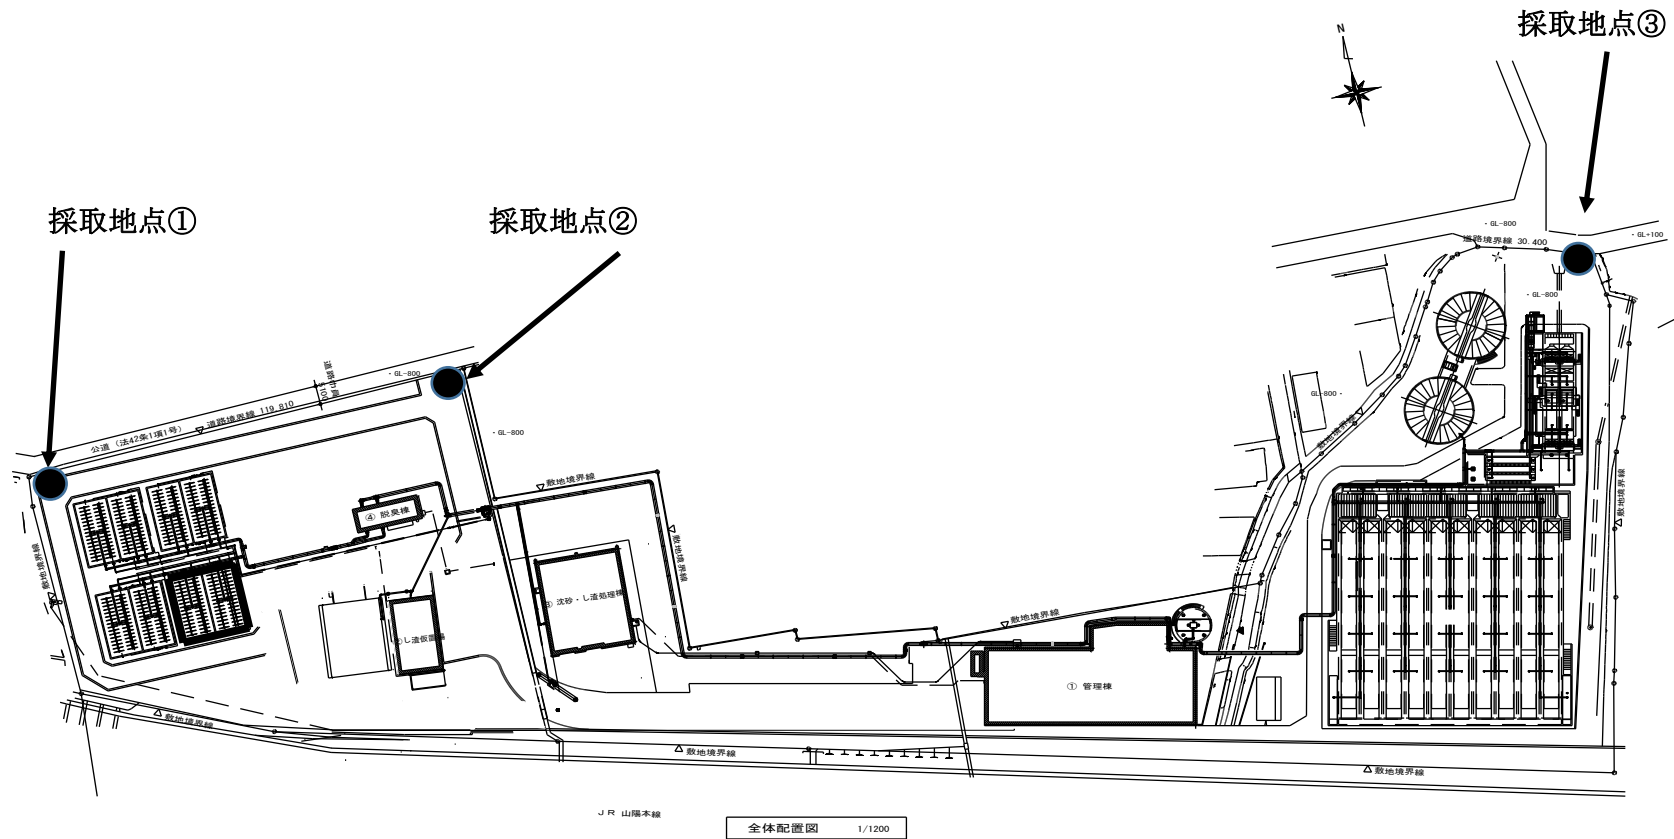 採取地点③
N
採取地点①
採取地点②
・GL-800
道路境界線 30.400
・GL+100
・GL-800
・GL-800
道路幅員
5100
公道 (法42条1項1号)
道路境界線 119.810
・GL-800
GL-800・
敷地境界線
敷地境界線
敷地境界線
敷地境界線
敷地境界線
④ 脱臭棟
③ 沈砂・し渣処理棟
敷地境界線
し渣仮置場
① 管理棟
敷地境界線
敷地境界線
敷地境界線
JR 山陽本線
全体配置図 1/1200